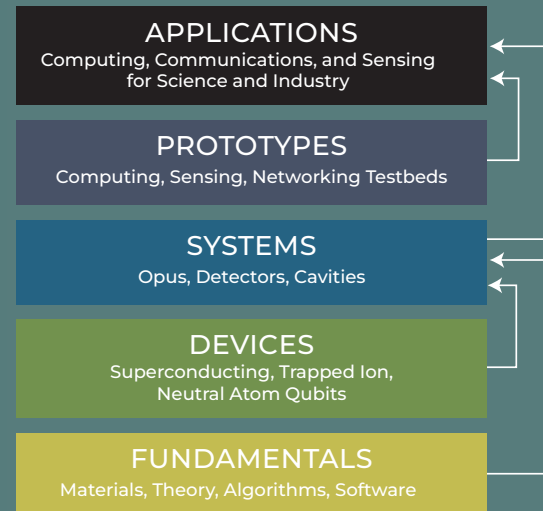 APPLICATIONS
Computing, Communications, and Sensing
for Science and Industry
PROTOTYPES
Computing, Sensing, Networking Testbeds
SYSTEMS
Opus, Detectors, Cavities
DEVICES
Superconducting, Trapped Ion,
Neutral Atom Qubits
FUNDAMENTALS
Materials, Theory, Algorithms, Software